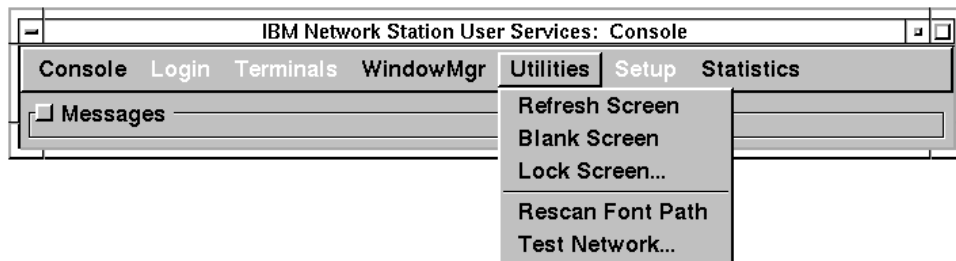 IBM Network Station User Services: Console
Console Login Terminals WindowMgr Utilities Setup Statistics
Messages
Refresh Screen
Blank Screen
Lock Screen...
Rescan Font Path
Test Network...